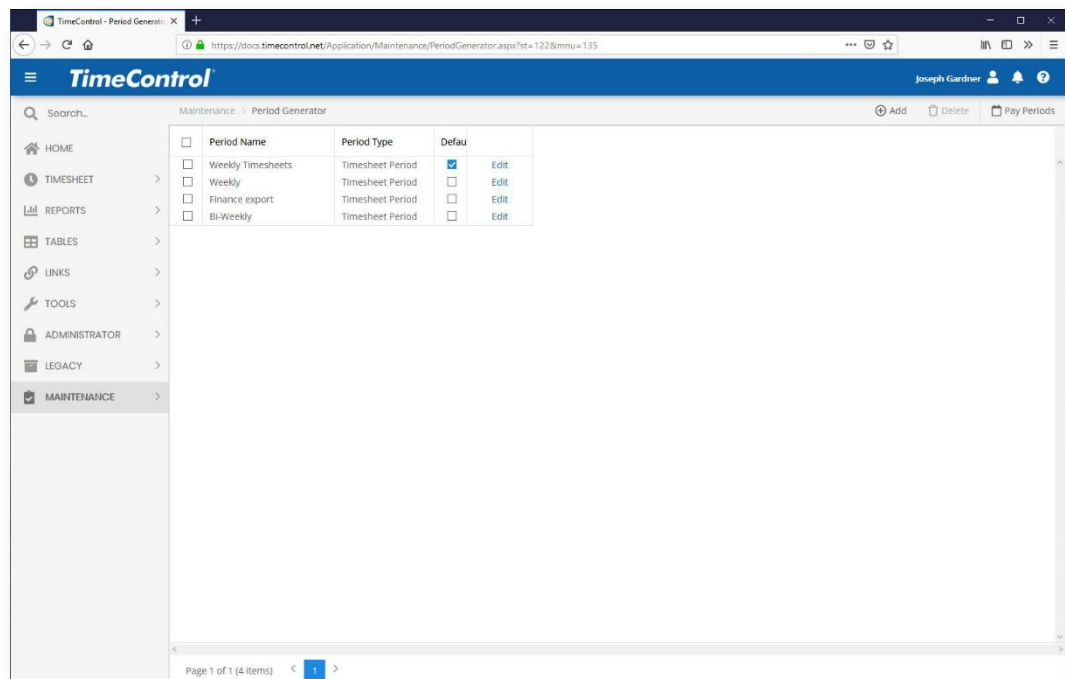 TimeControl - Period Generati
https://docs.timecontrol.net/Application/Maintenance/PeriodGenerator.aspx?st=122&mnu=135
TimeControl
Joseph Gardner
Search...
Maintenance > Period Generator
Add
Delete
Pay Periods
HOME
TIMESHEET
REPORTS
TABLES
LINKS
TOOLS
ADMINISTRATOR
LEGACY
MAINTENANCE
Period Name Period Type Defau
Weekly Timesheets Timesheet Period Edit
Weekly Timesheet Period Edit
Finance export Timesheet Period Edit
Bi-Weekly Timesheet Period Edit
Page 1 of 1 (4 items) < 1 >